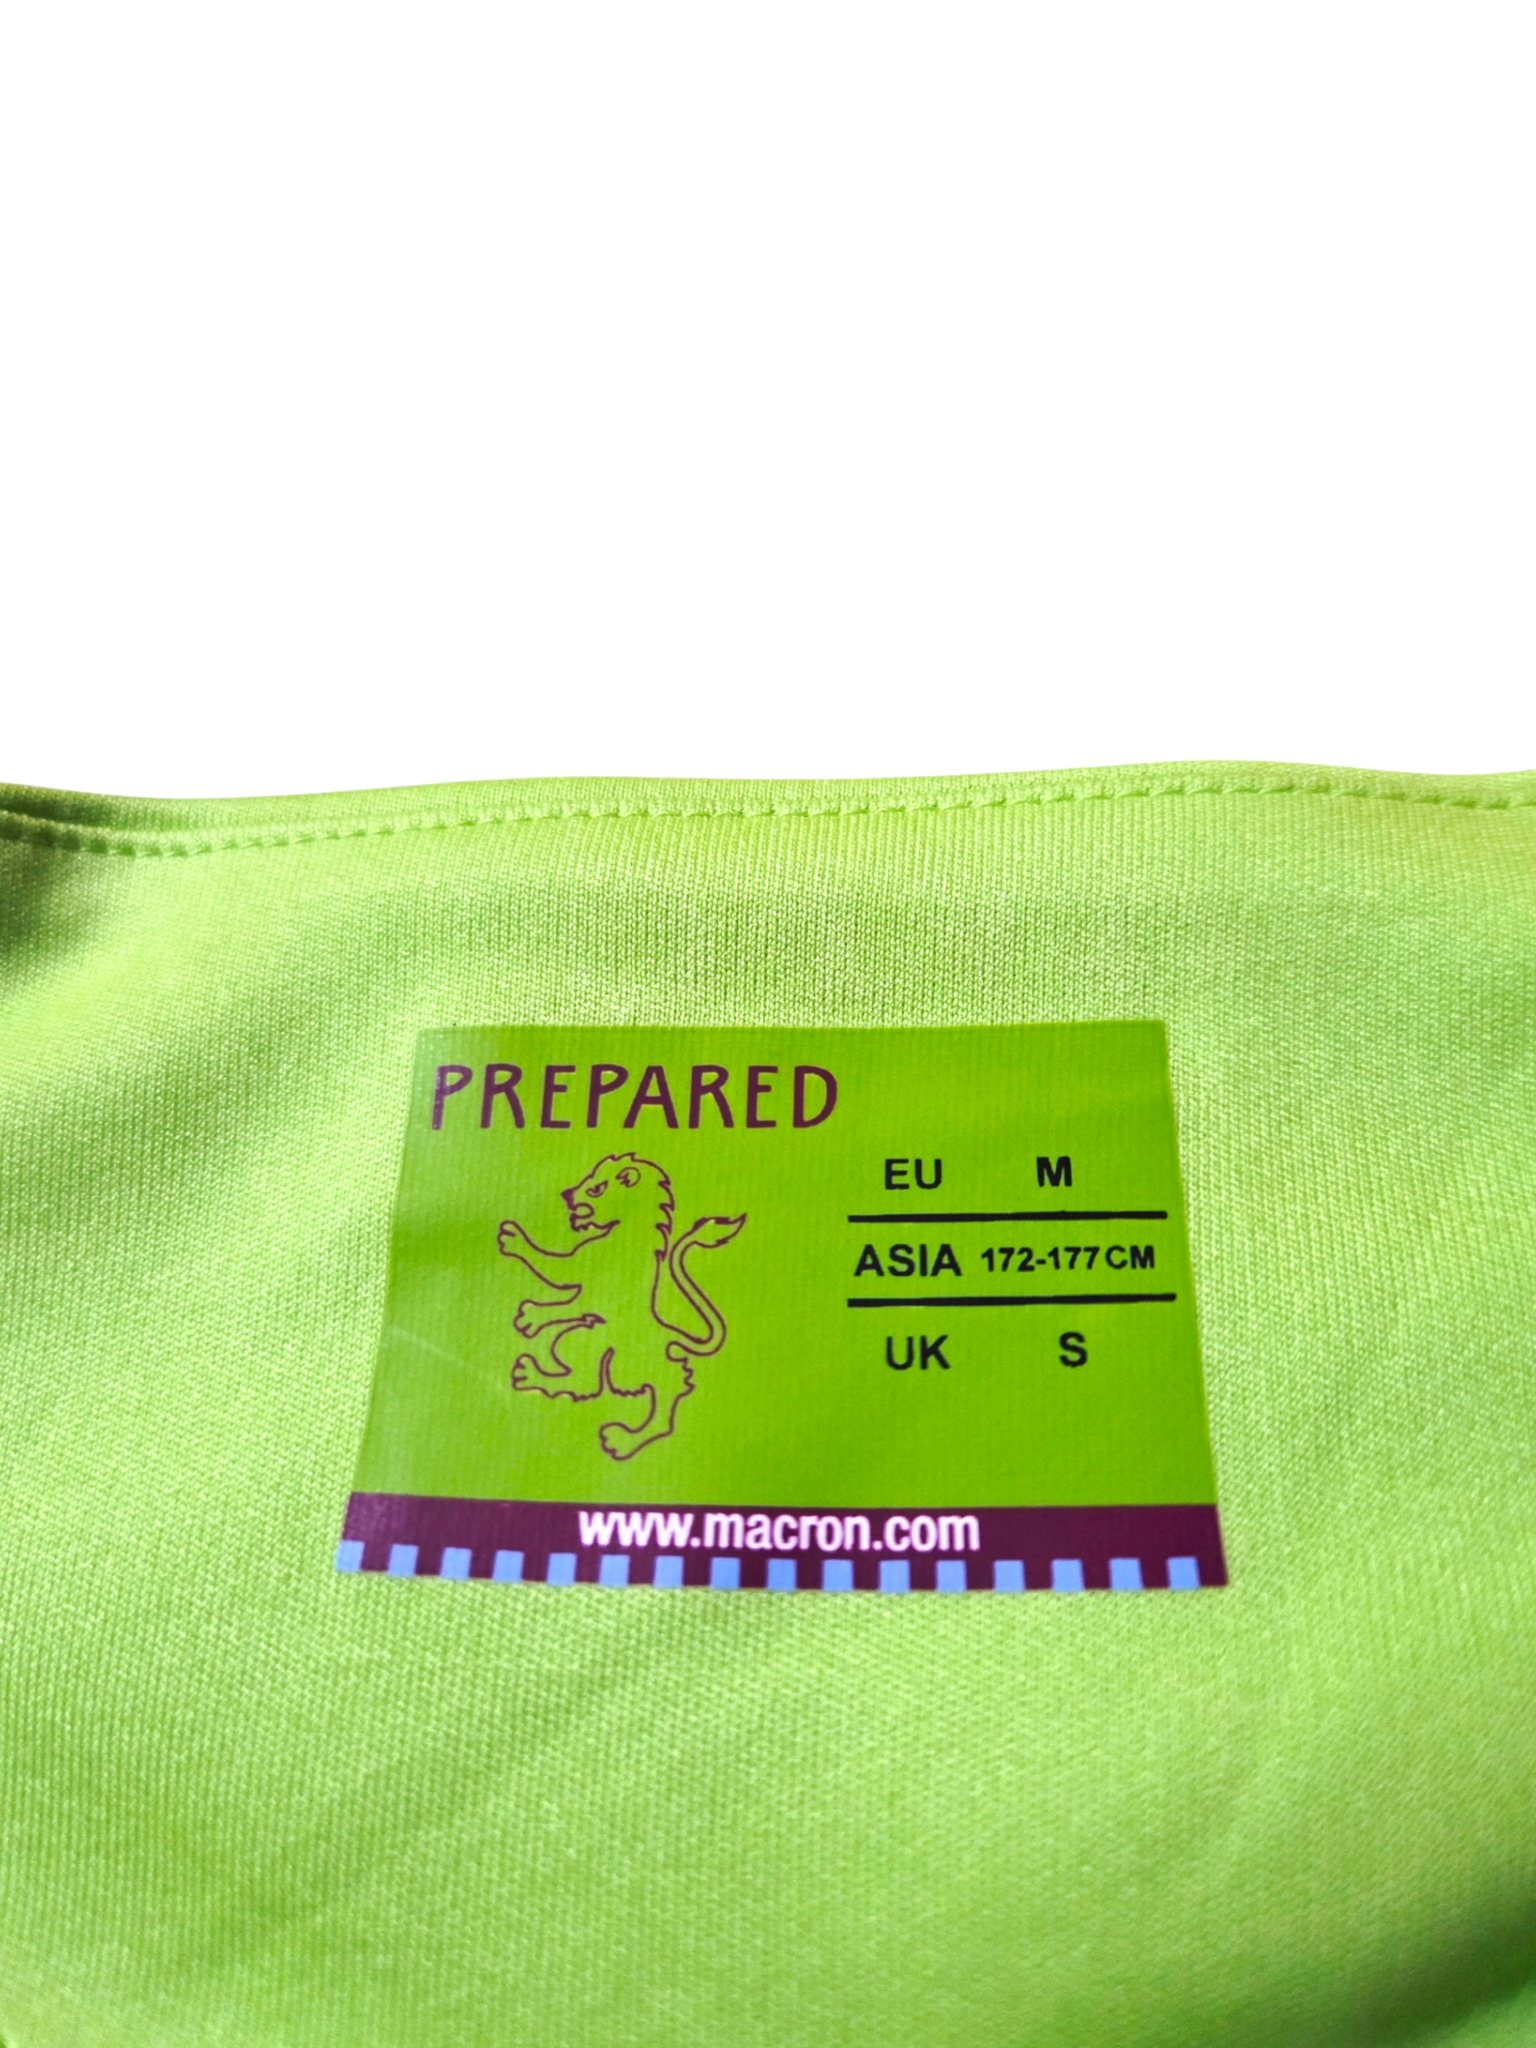 PREPARED
EU M
ASIA 172-177CM
UK S
www.macron.com